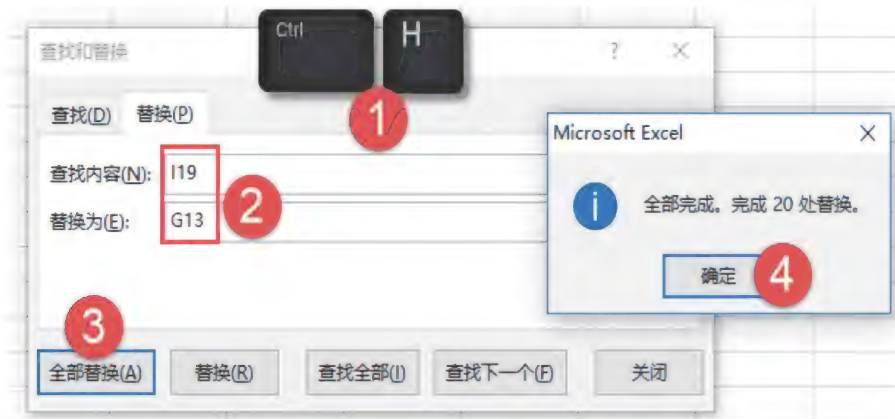 Ctrl
H
查找和替换
?
×
1
查找(D) 替换(P)
查找内容(N): I19
替换为(E): G13
2
3
全部替换(A) 替换(R) 查找全部(I) 查找下一个(F) 关闭
Microsoft Excel
×
i
全部完成。完成 20 处替换。
确定
4